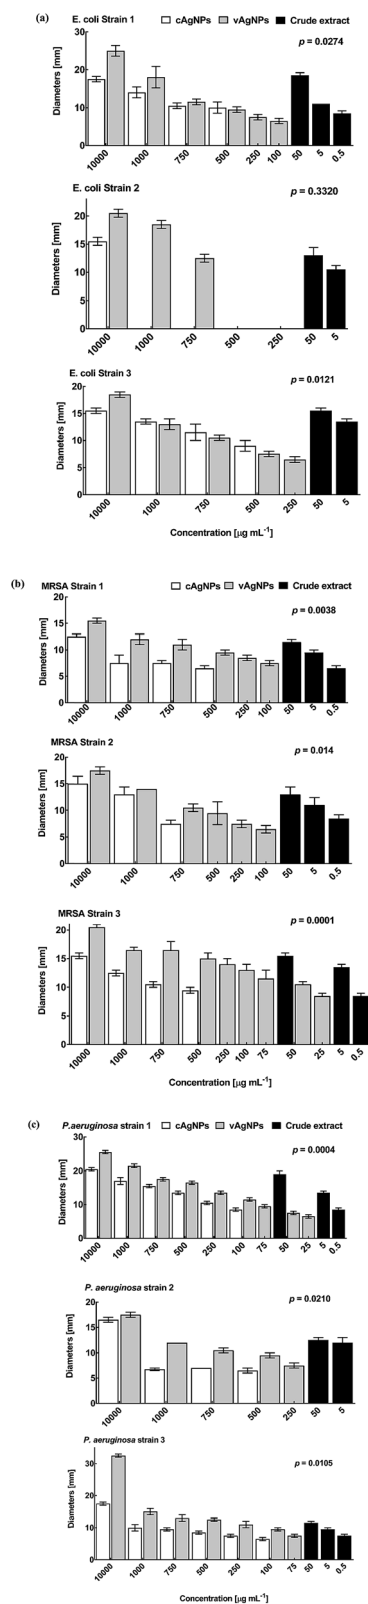 (a)
E. coli Strain 1 cAgNPs vAgNPs Crude extract
p = 0.0274
Diameters [mm]
30
20
10
0
10000 1000 750 500 250 100 50 5 0.5
E. coli Strain 2
p = 0.3320
Diameters [mm]
20
15
10
5
0
10000 1000 750 500 250 50 5
E. coli Strain 3
p = 0.0121
Diameters [mm]
20
15
10
5
0
10000 1000 750 500 250 50 5
Concentration [µg mL-1]
(b)
MRSA Strain 1 cAgNPs vAgNPs Crude extract
p = 0.0038
Diameters [mm]
20
15
10
5
0
10000 1000 750 500 250 100 50 5 0.5
MRSA Strain 2
p = 0.014
Diameters [mm]
20
15
10
5
0
10000 1000 750 500 250 100 50 5 0.5
MRSA Strain 3
p = 0.0001
Diameters [mm]
20
15
10
5
0
10000 1000 750 500 250 100 75 50 25 5 0.5
Concentration [µg mL-1]
(c)
P.aeruginosa strain 1 cAgNPs vAgNPs Crude extract
p = 0.0004
Diameters [mm]
30
20
10
0
10000 1000 750 500 250 100 75 50 25 5 0.5
P. aeruginosa strain 2
p = 0.0210
Diameters [mm]
20
15
10
5
0
10000 1000 750 500 250 50 5
P. aeruginosa strain 3
p = 0.0105
Diameters [mm]
30
20
10
0
10000 1000 750 500 250 100 75 50 5 0.5
Concentration [µg mL-1]